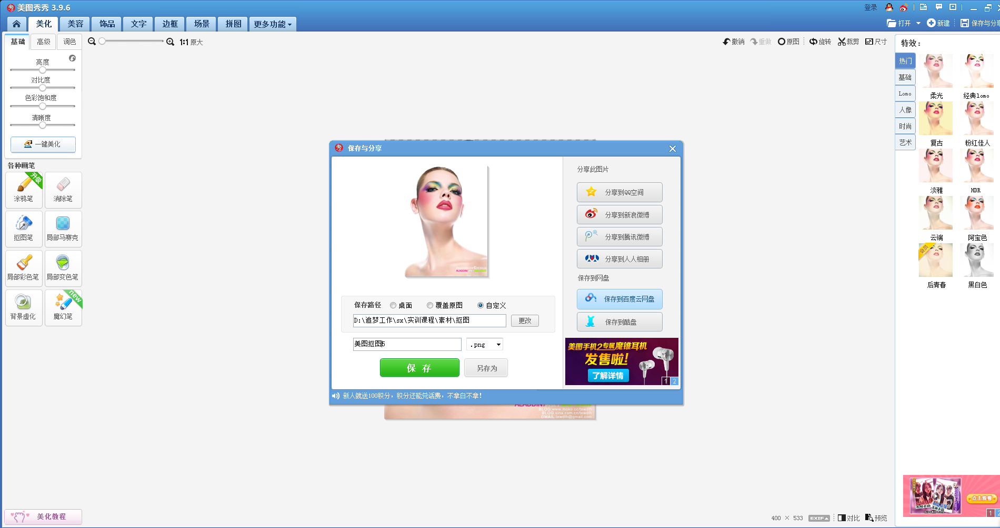 美图秀秀 3.9.6
登录
美化 美容 饰品 文字 边框 场景 拼图 更多功能
打开 新建 保存与分享
基础 高级 调色
1:1 原大
撤销 重做 原图 旋转 裁剪 尺寸
亮度
对比度
色彩饱和度
清晰度
一键美化
各种画笔
升级
涂鸦笔 消除笔
抠图笔 局部马赛克
局部彩色笔 局部变色笔
new
背景虚化 魔幻笔
美化教程
保存与分享
保存路径 桌面 覆盖原图 自定义
D:\追梦工作\sx\实训课程\素材\抠图 更改
美图抠图5 .png
保 存 另存为
新人就送100积分，积分还能兑话费，不拿白不拿！
分享此图片
分享到QQ空间
分享到新浪微博
分享到腾讯微博
分享到人人相册
保存到网盘
保存到百度云网盘
保存到酷盘
美图手机2专属魔锥耳机
发售啦!
了解详情
1 2
BLOG:www.moko.cc/txwdlh
BLOG.sina.com.cn/txwdlh
GMAIL:txwdlh@gmail.com
特效：
热门
基础
Lomo
人像
时尚
艺术
柔光 经典lomo
复古 粉红佳人
淡雅 HDR
云端 阿宝色
会员
后青春 黑白色
点击观看
1 2
400 × 533 EXIF 对比 预览